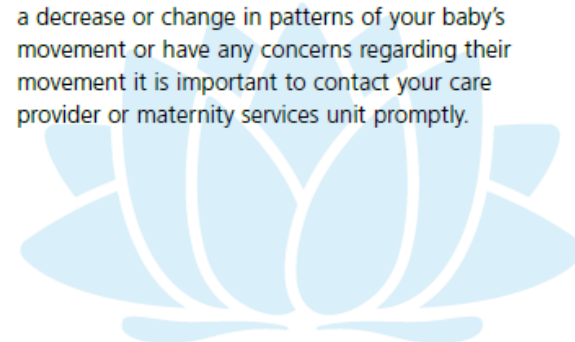 a decrease or change in patterns of your baby’s
movement or have any concerns regarding their
movement it is important to contact your care
provider or maternity services unit promptly.